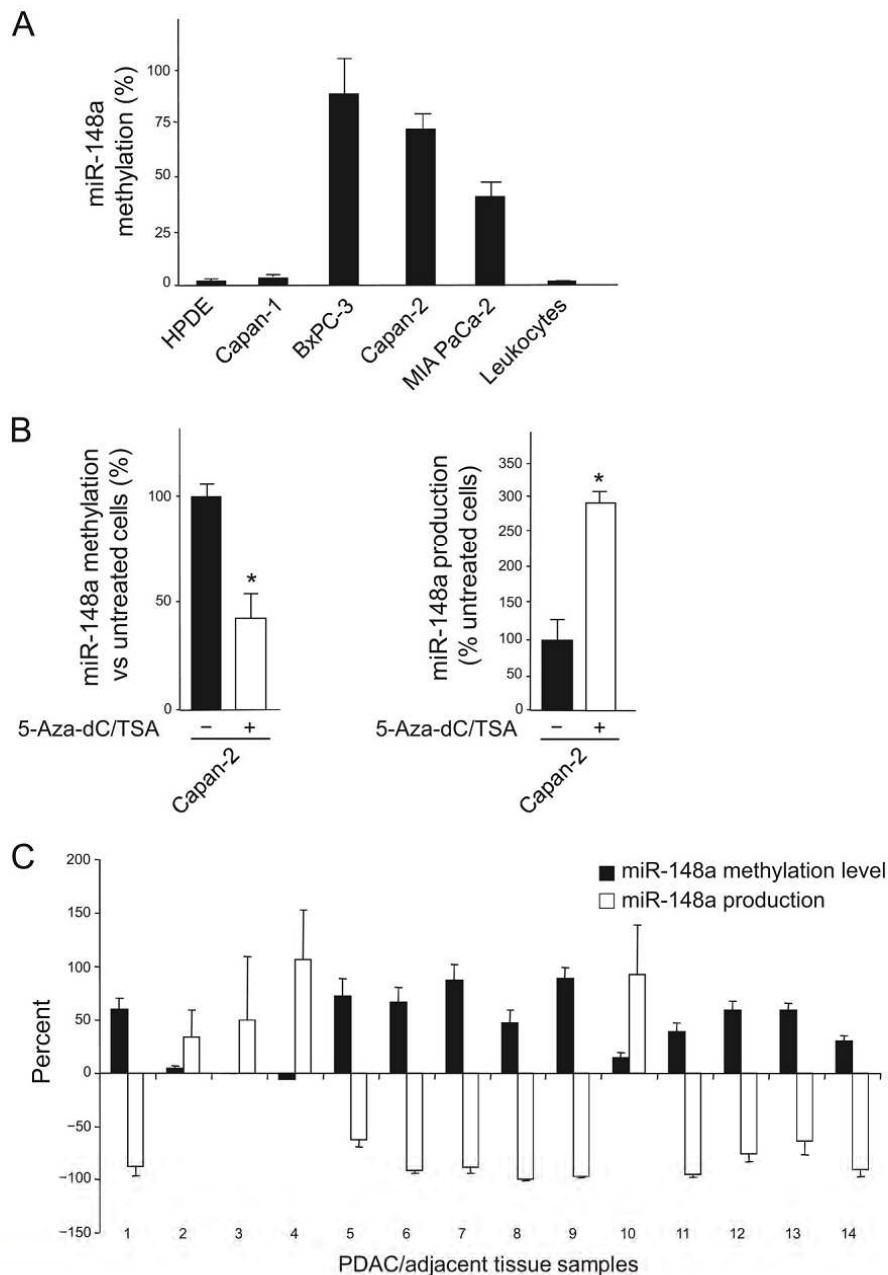 A
miR-148a
methylation (%)
100
75
50
25
0
HPDE
Capan-1
BxPC-3
Capan-2
MIA PaCa-2
Leukocytes
B
miR-148a methylation
vs untreated cells (%)
100
50
0
*
5-Aza-dC/TSA
− +
Capan-2
miR-148a production
(% untreated cells)
350
300
200
150
100
50
0
*
5-Aza-dC/TSA
− +
Capan-2
C
Percent
200
150
100
50
0
−50
−100
−150
miR-148a methylation level
miR-148a production
1 2 3 4 5 6 7 8 9 10 11 12 13 14
PDAC/adjacent tissue samples